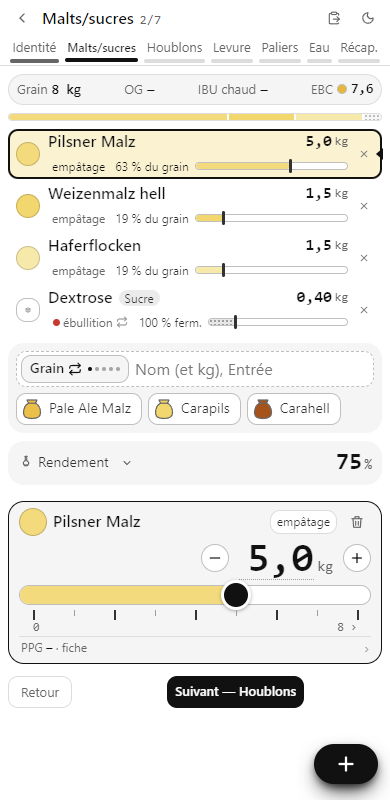 Malts/sucres 2/7
Identité Malts/sucres Houblons Levure Paliers Eau Récap.
Grain 8 kg OG – IBU chaud – EBC 7,6
Pilsner Malz 5,0 kg ×
empâtage 63 % du grain
Weizenmalz hell 1,5 kg ×
empâtage 19 % du grain
Haferflocken 1,5 kg ×
empâtage 19 % du grain
Dextrose Sucre 0,40 kg ×
ébullition 100 % ferm.
Grain Nom (et kg), Entrée
Pale Ale Malz Carapils Carahell
Rendement 75 %
Pilsner Malz empâtage
− 5,0 kg +
0 8 ›
PPG – · fiche ›
Retour Suivant — Houblons
+